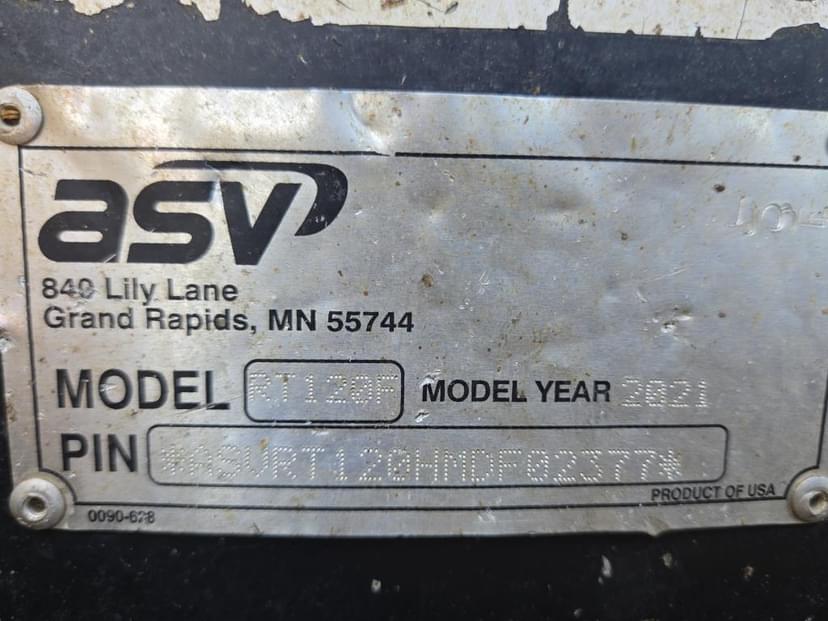 asv
840 Lily Lane
Grand Rapids, MN 55744
MODEL RT120F MODEL YEAR 2021
PIN *ASVRT120HMDF02377*
PRODUCT OF USA
0090-628